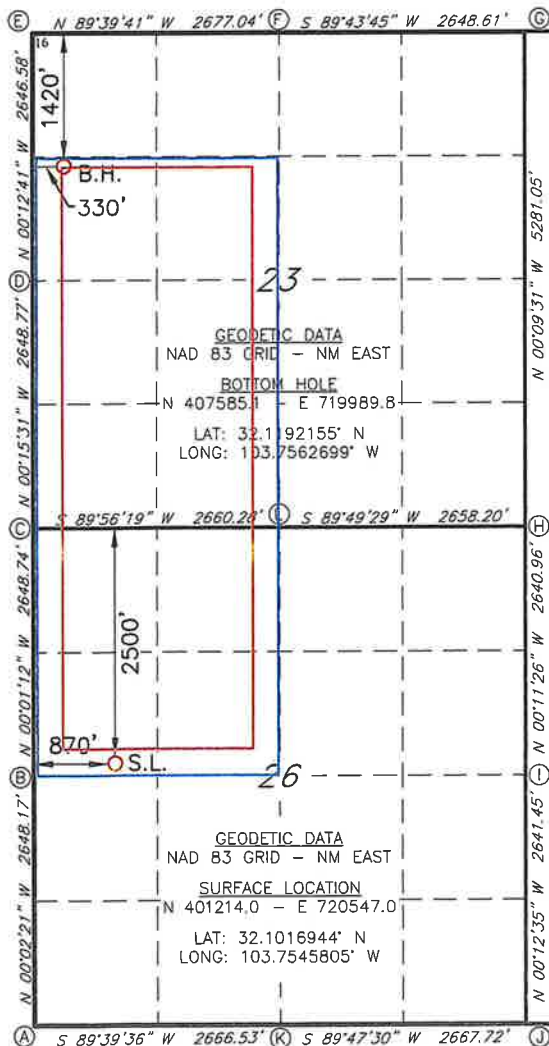 E N 89°39'41" W 2677.04' F S 89°43'45" W 2648.61' G
16
1420'
N 00°12'41" W 2646.58'
B.H.
330'
N 00°09'31" W 5281.05'
D
23
GEODETIC DATA
NAD 83 GRID - NM EAST
BOTTOM HOLE
N 407585.1 - E 719989.8
LAT: 32.1192155° N
LONG: 103.7562699° W
N 00°15'31" W 2648.77'
C S 89°56'19" W 2660.26' L S 89°49'29" W 2658.20' H
2500'
N 00°01'12" W 2648.74'
N 00°11'26" W 2640.96'
870'
S.L.
B
26
I
GEODETIC DATA
NAD 83 GRID - NM EAST
SURFACE LOCATION
N 401214.0 - E 720547.0
LAT: 32.1016944° N
LONG: 103.7545805° W
N 00°02'21" W 2648.17'
N 00°12'35" W 2641.45'
A S 89°39'36" W 2666.53' K S 89°47'30" W 2667.72' J